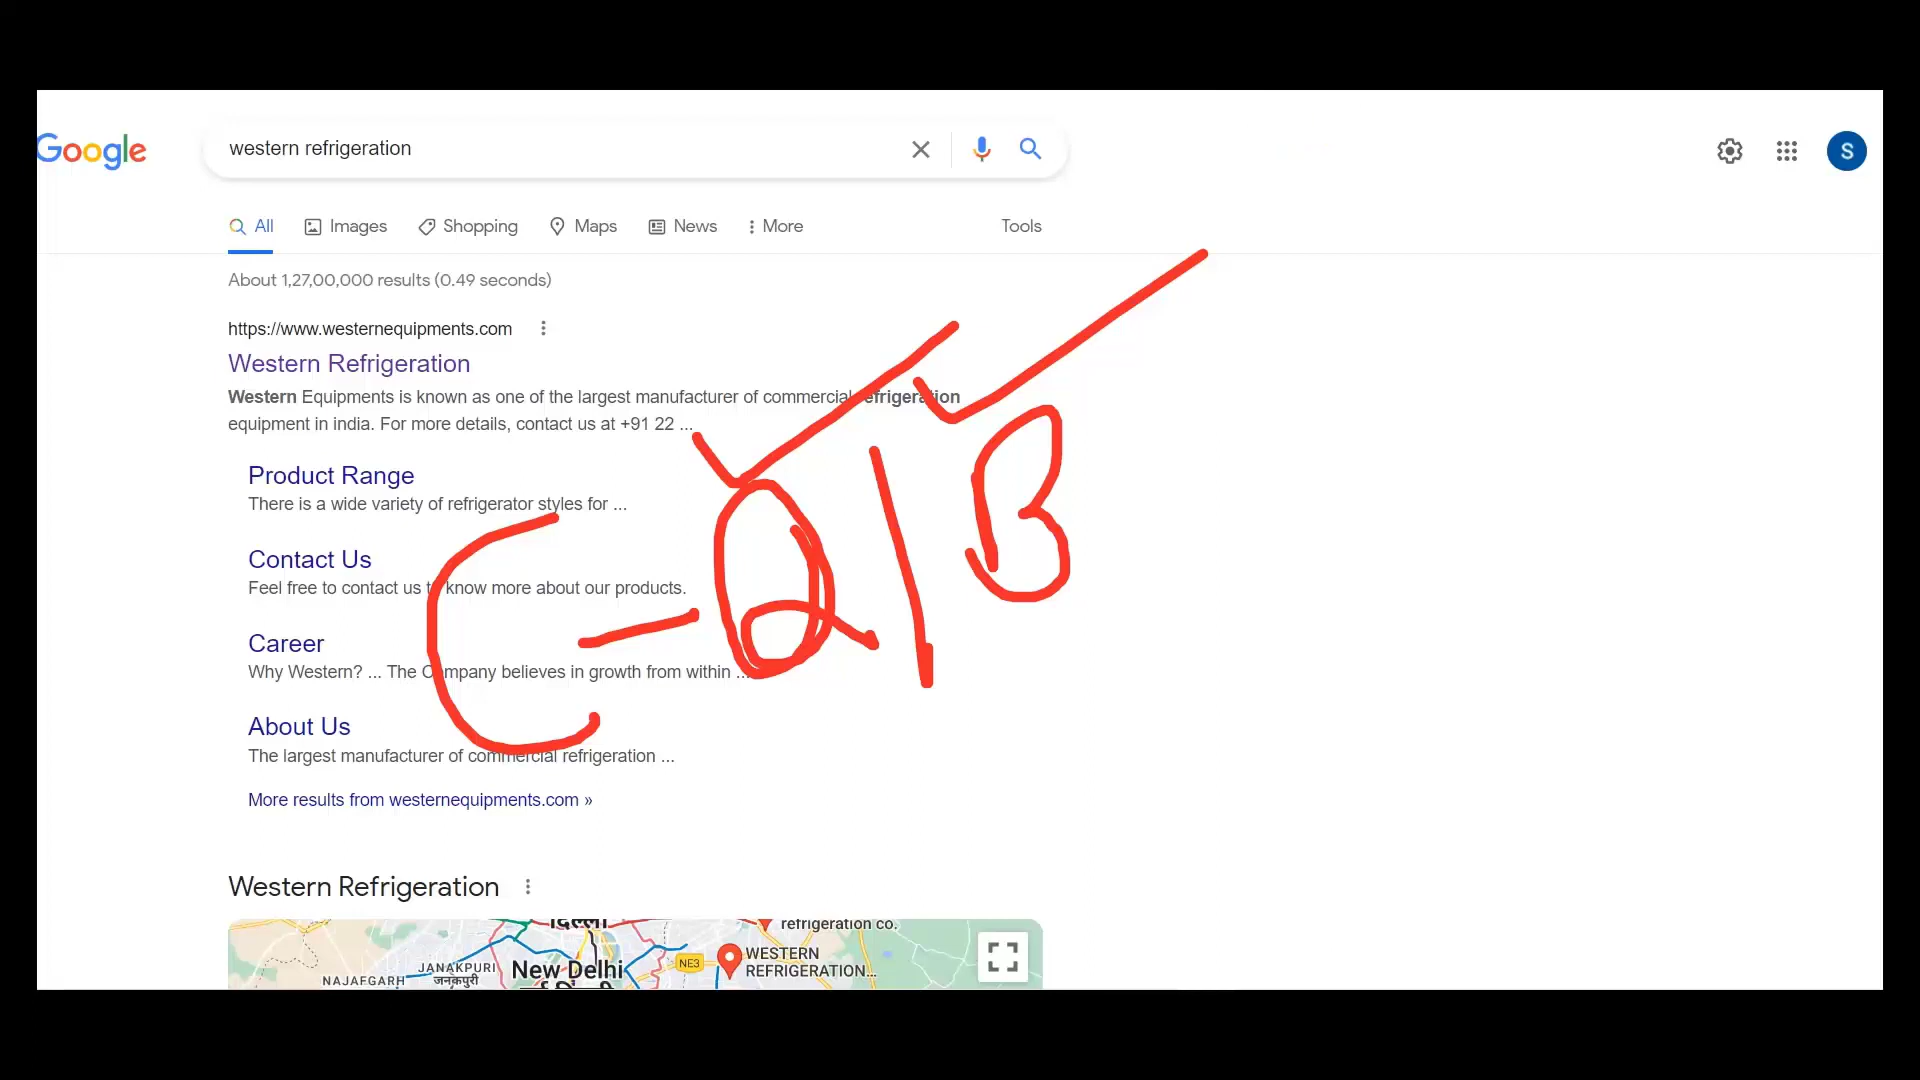 Google
western refrigeration
S
All Images Shopping Maps News More Tools
About 1,27,00,000 results (0.49 seconds)
https://www.westernequipments.com
Western Refrigeration
Western Equipments is known as one of the largest manufacturer of commercial refrigeration
equipment in india. For more details, contact us at +91 22 ...
Product Range
There is a wide variety of refrigerator styles for ...
Contact Us
Feel free to contact us to know more about our products.
Career
Why Western? ... The Company believes in growth from within ...
About Us
The largest manufacturer of commercial refrigeration ...
More results from westernequipments.com »
C-Q1B
Western Refrigeration
refrigeration co.
WESTERN
REFRIGERATION...
NE3
JANAKPURI
जनकपुरी
New Delhi
NAJAFGARH